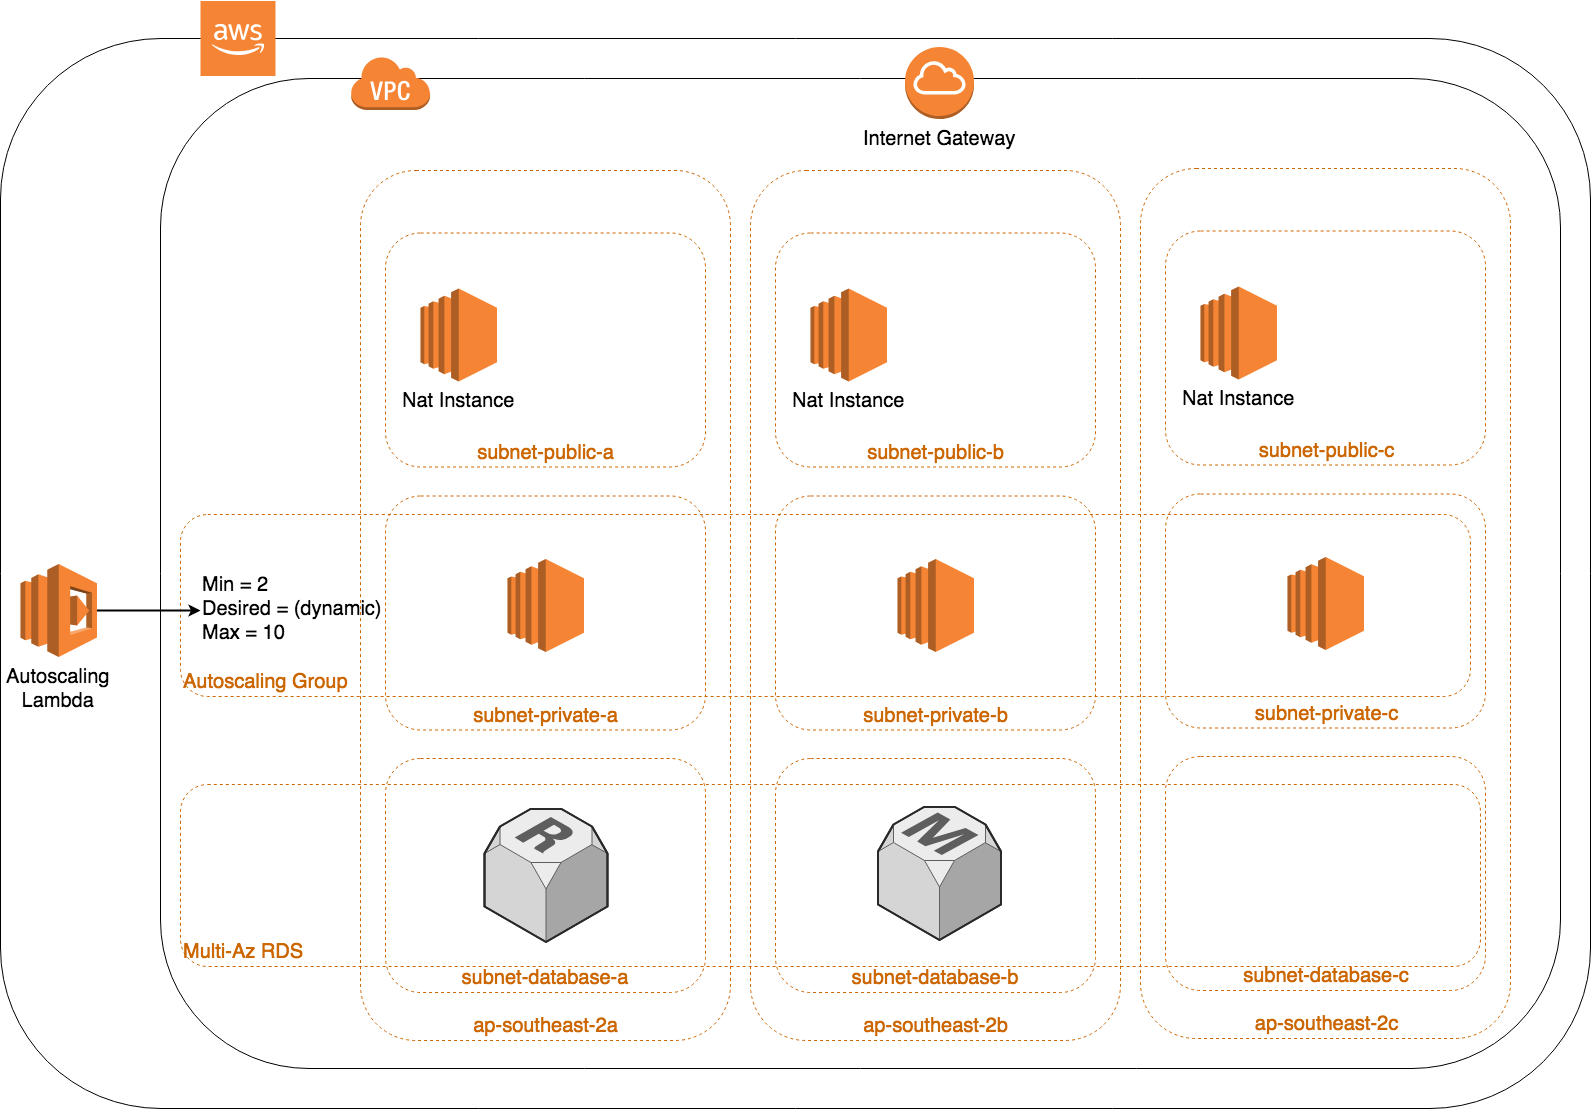 aws
VPC
Internet Gateway
Nat Instance
Nat Instance
Nat Instance
subnet-public-a
subnet-public-b
subnet-public-c
Min = 2
Desired = (dynamic)
Max = 10
Autoscaling
Lambda
Autoscaling Group
subnet-private-a
subnet-private-b
subnet-private-c
R
M
Multi-Az RDS
subnet-database-a
subnet-database-b
subnet-database-c
ap-southeast-2a
ap-southeast-2b
ap-southeast-2c